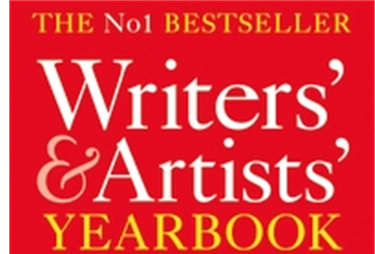 THE No1 BESTSELLER
Writers’
& Artists’
YEARBOOK